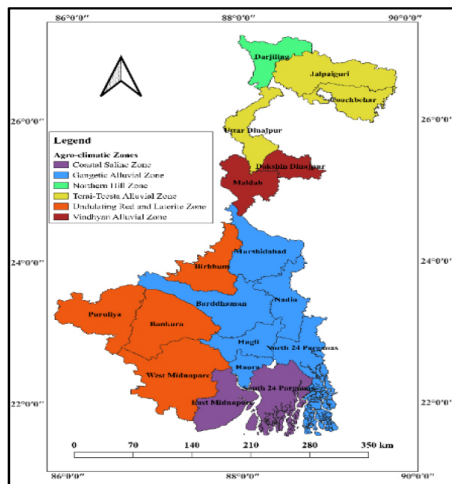 86°0'0" 88°0'0" 90°0'0"
Darjiling
Jalpaiguri
Coochbehar
26°0'0" 26°0'0"
Uttar Dinajpur
Legend
Agro-climatic Zones
Coastal Saline Zone
Gangetic Alluvial Zone
Northern Hill Zone
Terai-Teesta Alluvial Zone
Undulating Red and Laterite Zone
Vindhyan Alluvial Zone
Dakshin Dinajpur
Maldah
24°0'0" 24°0'0"
Murshidabad
Birbhum
Barddhaman
Nadia
Puruliya
Bankura
Hugli
North 24 Parganas
Haora
West Midnapore
South 24 Parganas
East Midnapore
22°0'0" 22°0'0"
0 70 140 210 280 350 km
86°0'0" 88°0'0" 90°0'0"